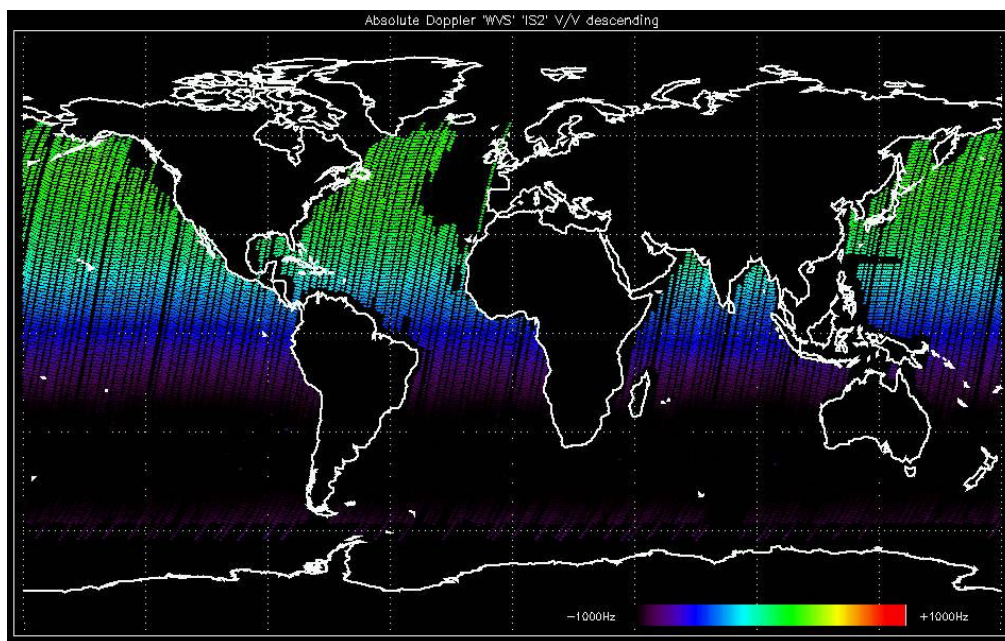 Absolute Doppler 'WVS' 'IS2' V/V descending
-1000Hz +1000Hz